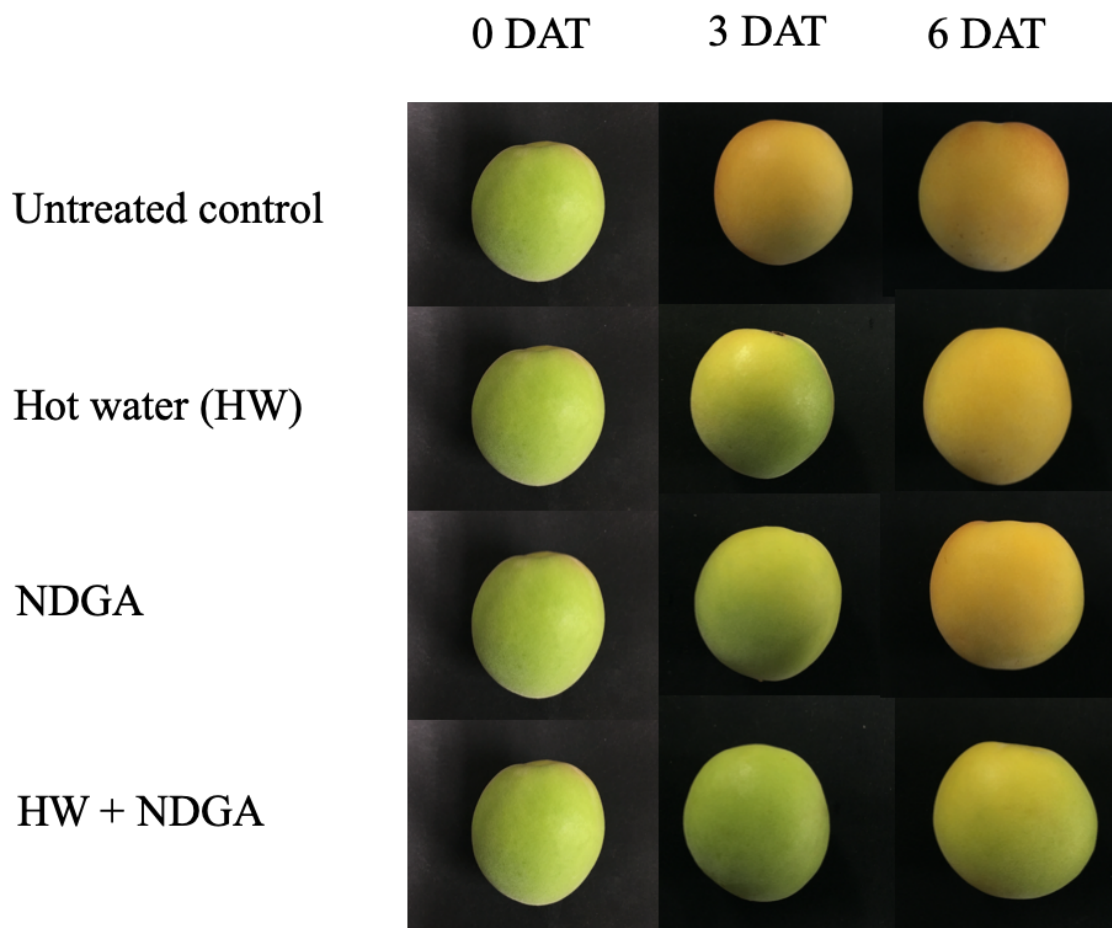 0 DAT 3 DAT 6 DAT
Untreated control
Hot water (HW)
NDGA
HW + NDGA